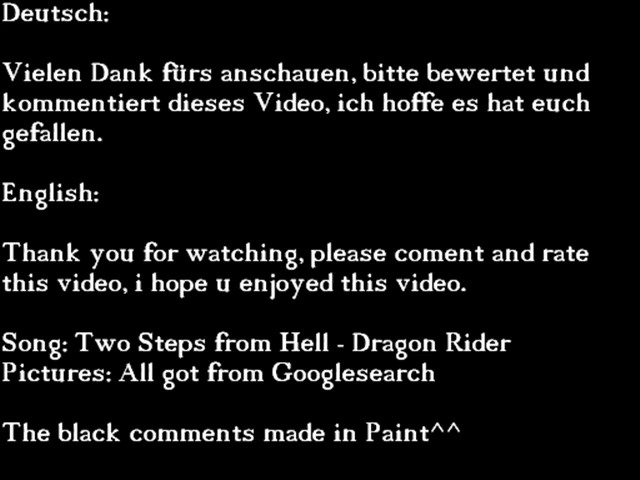 Deutsch:
Vielen Dank fürs anschauen, bitte bewertet und
kommentiert dieses Video, ich hoffe es hat euch
gefallen.
English:
Thank you for watching, please coment and rate
this video, i hope u enjoyed this video.
Song: Two Steps from Hell - Dragon Rider
Pictures: All got from Googlesearch
The black comments made in Paint^^